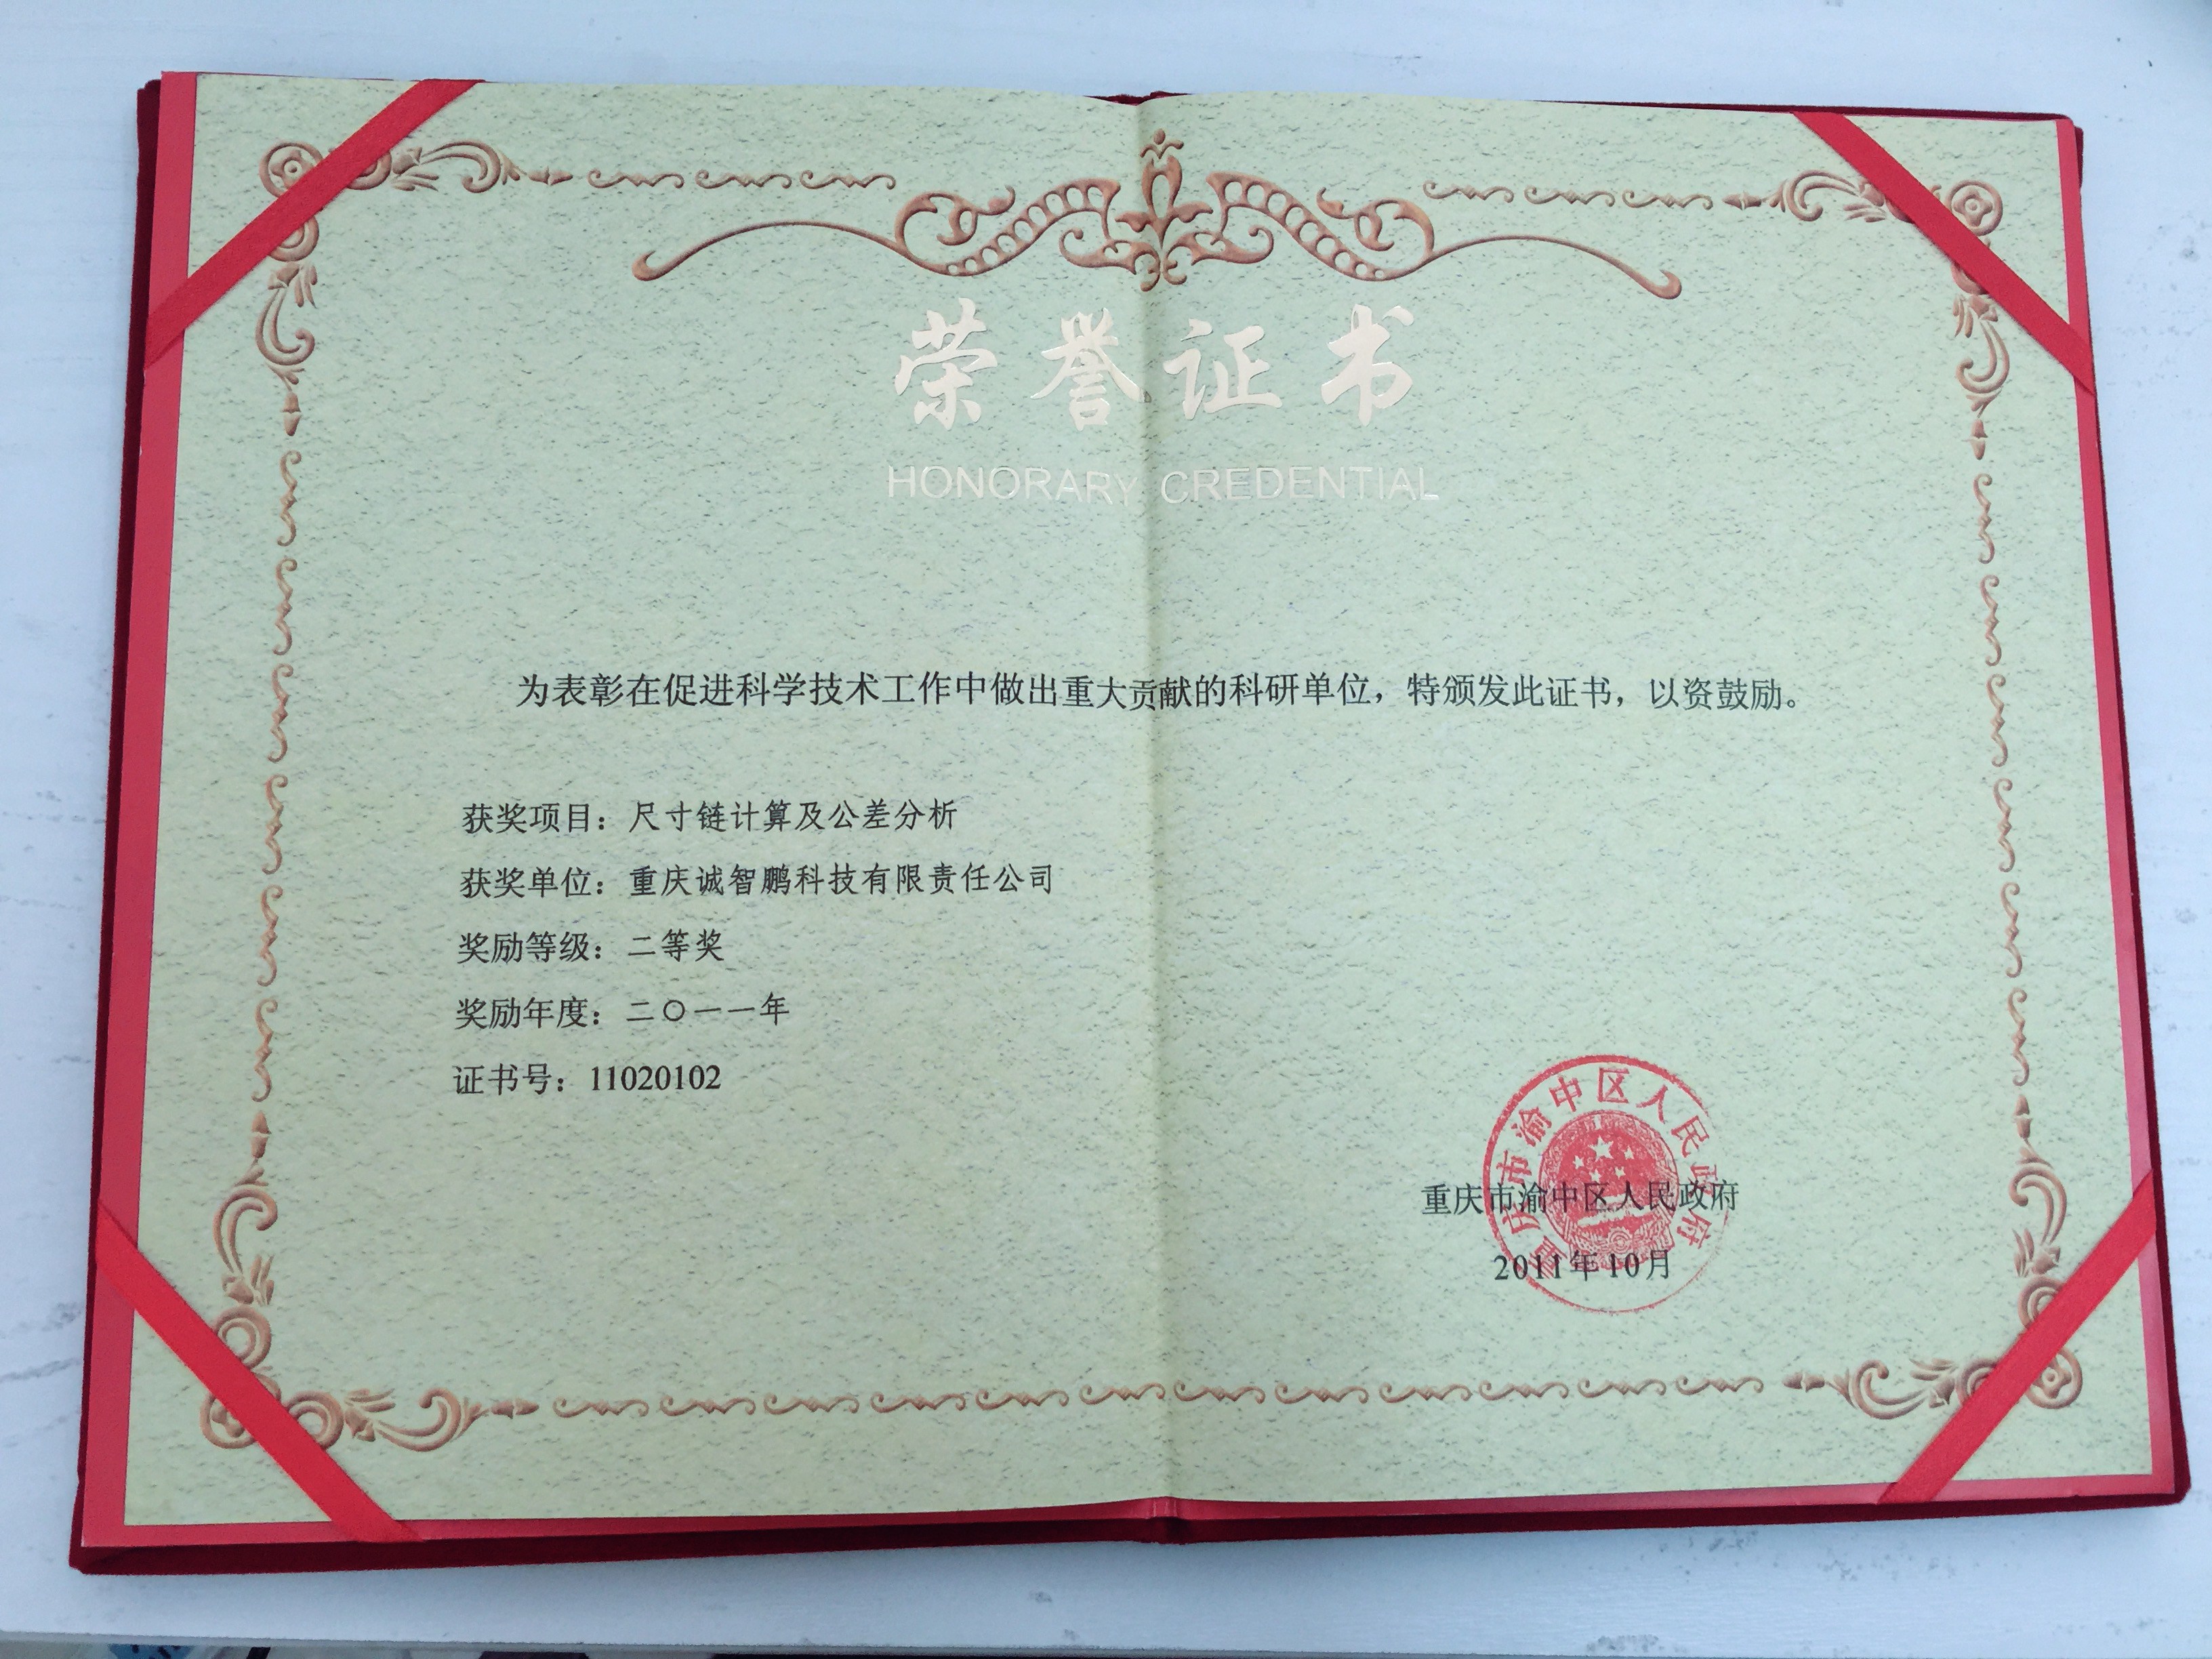 荣誉证书
HONORARY CREDENTIAL
为表彰在促进科学技术工作中做出重大贡献的科研单位，特颁发此证书，以资鼓励。
获奖项目：尺寸链计算及公差分析
获奖单位：重庆诚智鹏科技有限责任公司
奖励等级：二等奖
奖励年度：二〇一一年
证书号：11020102
重庆市渝中区人民政府
重庆市渝中区人民政府
2011年10月